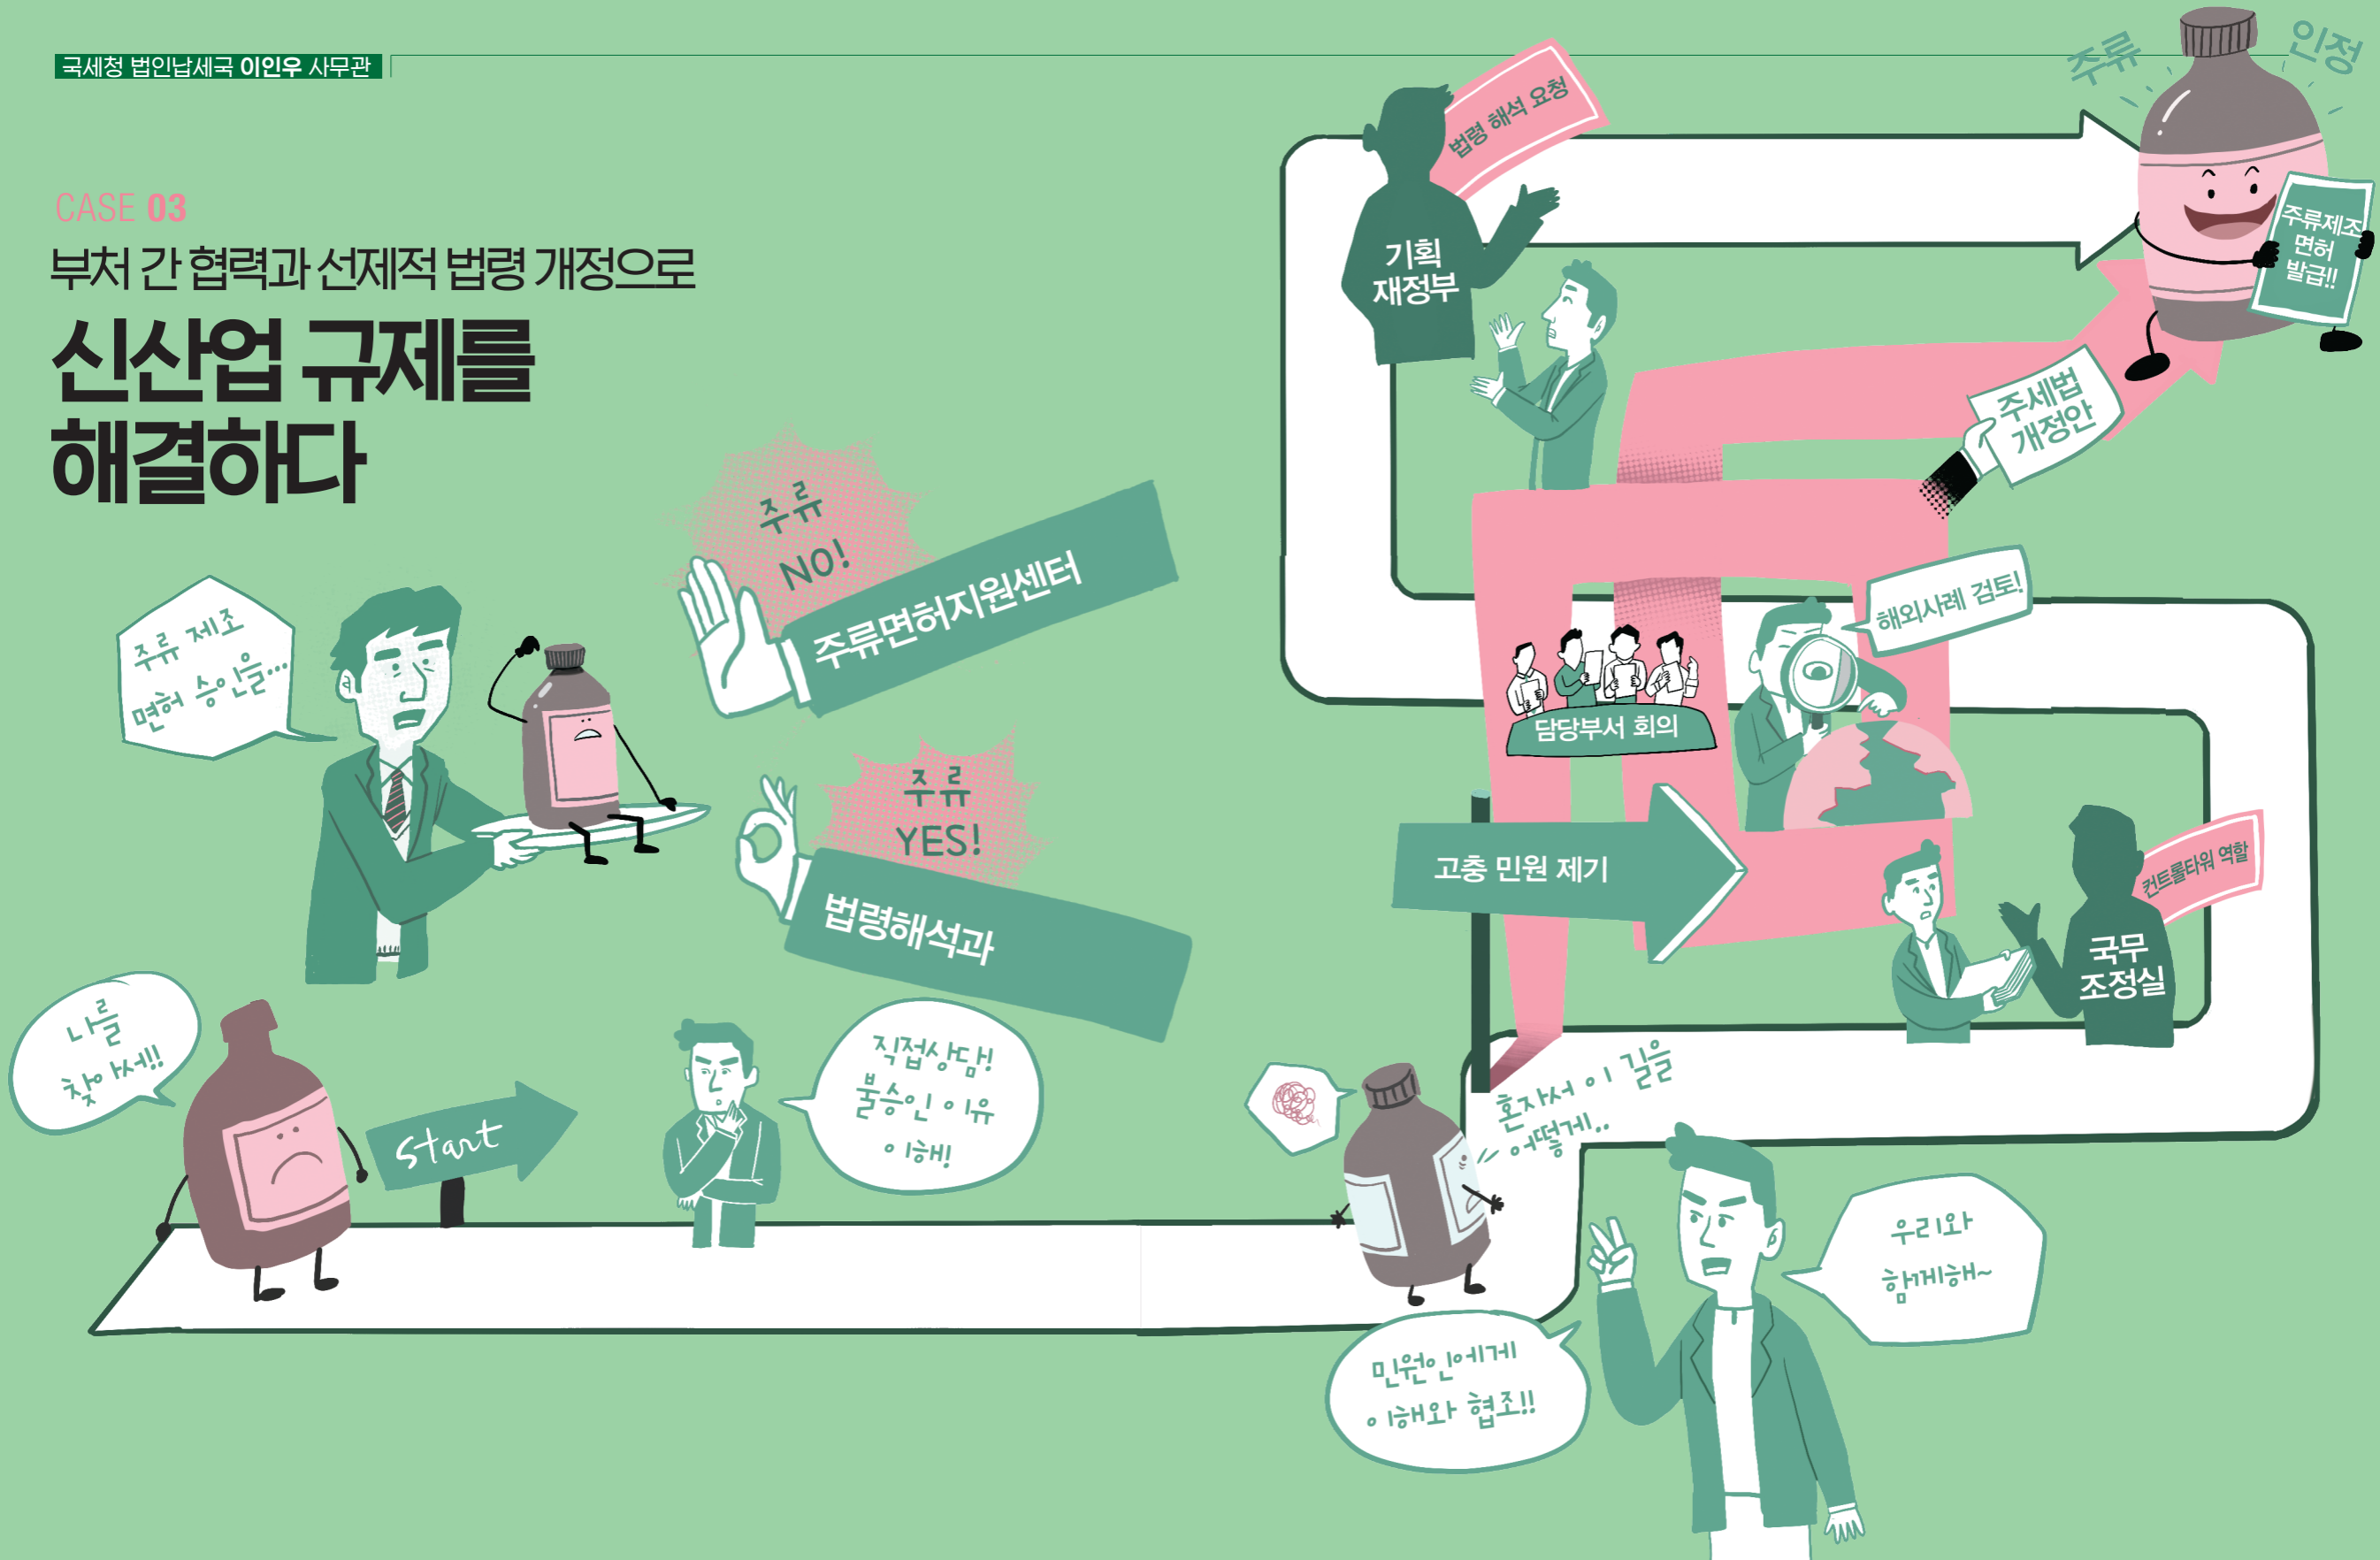 국세청 법인납세국 이인우 사무관
CASE 03
부처 간 협력과 선제적 법령 개정으로
신산업 규제를
해결하다
주류 제조
면허 승인을...
주류
NO!
주류면허지원센터
주류
YES!
법령해석과
나를
찾아서!!
start
직접상담!
불승인 이유
이해!
혼자서 이 길을
어떻게..
민원인에게
이해와 협조!!
우리와
함께해~
고충 민원 제기
담당부서 회의
해외사례 검토!
컨트롤타워 역할
국무
조정실
법령 해석 요청
기획
재정부
주세법
개정안
주류
인정
주류제조
면허
발급!!